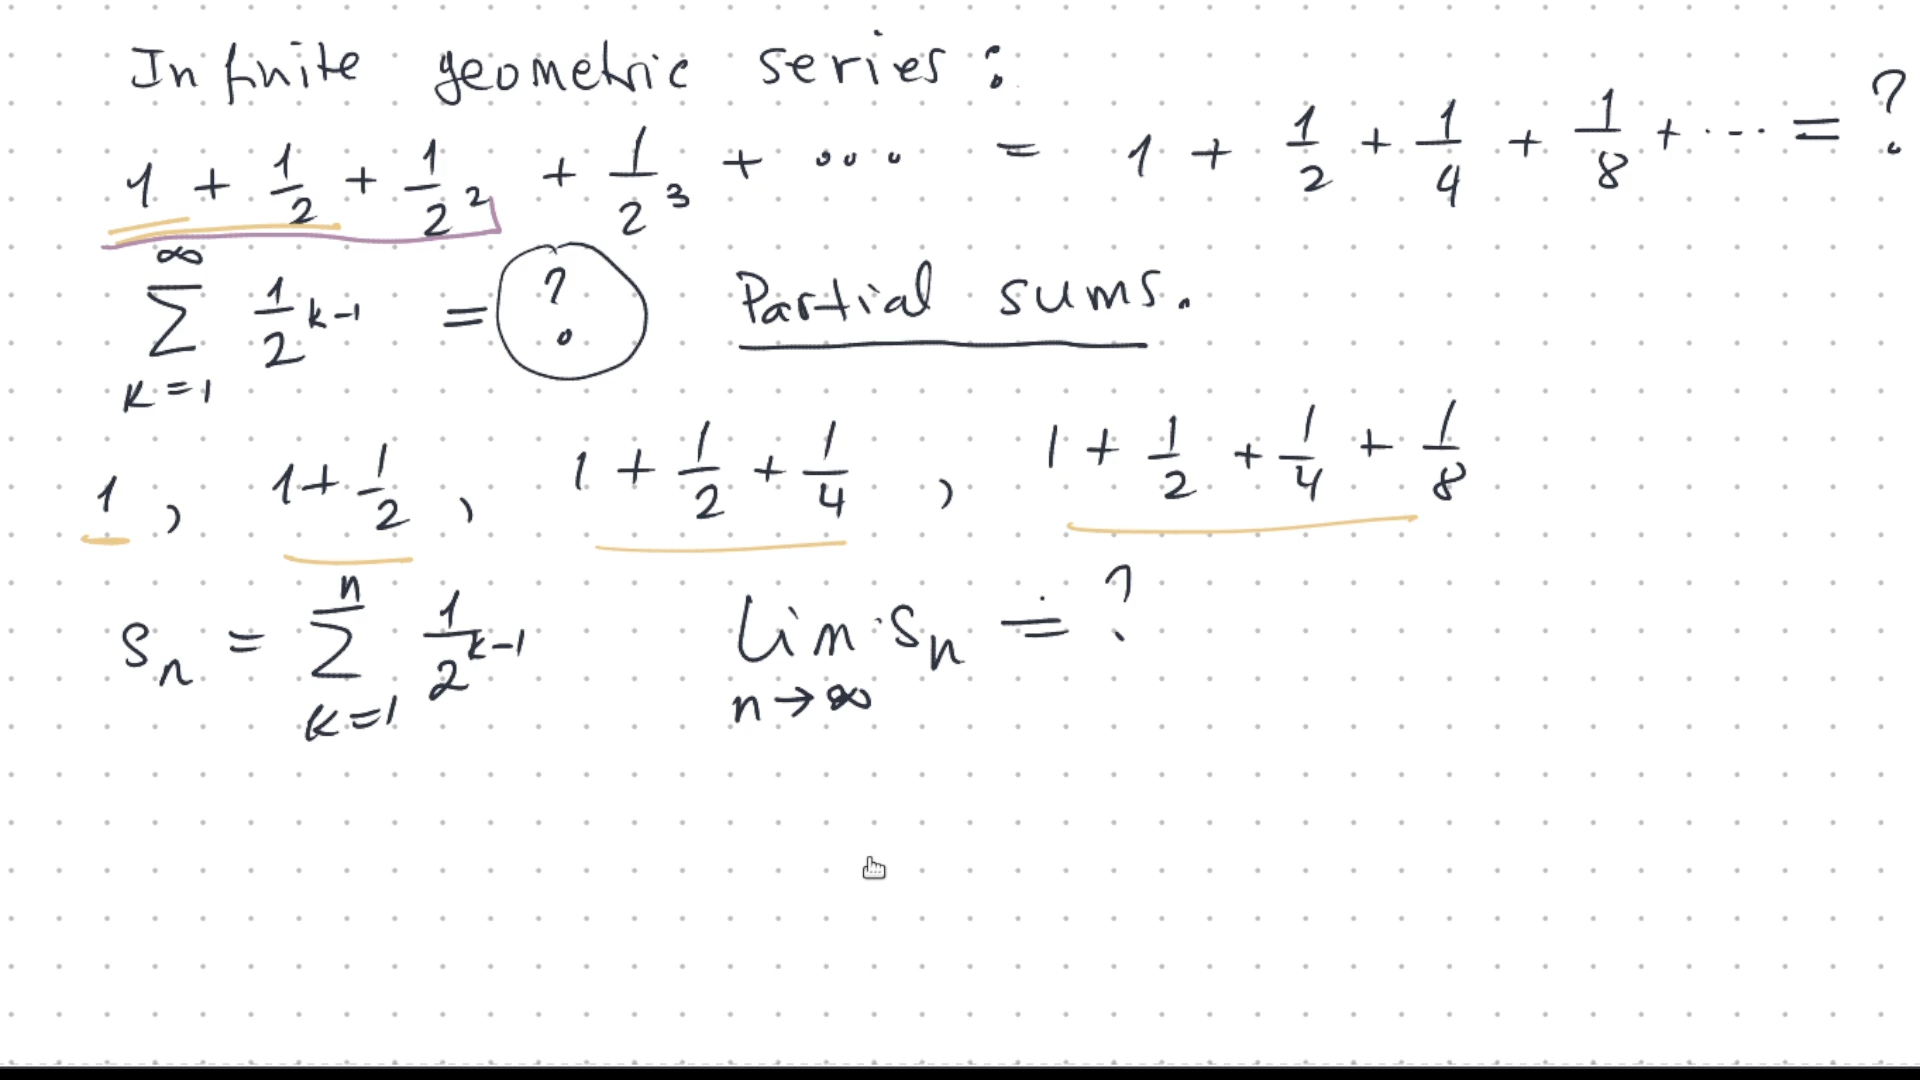 Infinite geometric series :
1 + 1/2 + 1/2² + 1/2³ + ... = 1 + 1/2 + 1/4 + 1/8 + ... = ?
∑_{k=1}^{∞} 1/2^{k-1} = ? Partial sums.
1 , 1+1/2 , 1 + 1/2 + 1/4 , 1 + 1/2 + 1/4 + 1/8
S_n = ∑_{k=1}^{n} 1/2^{k-1} lim_{n→∞} S_n = ?